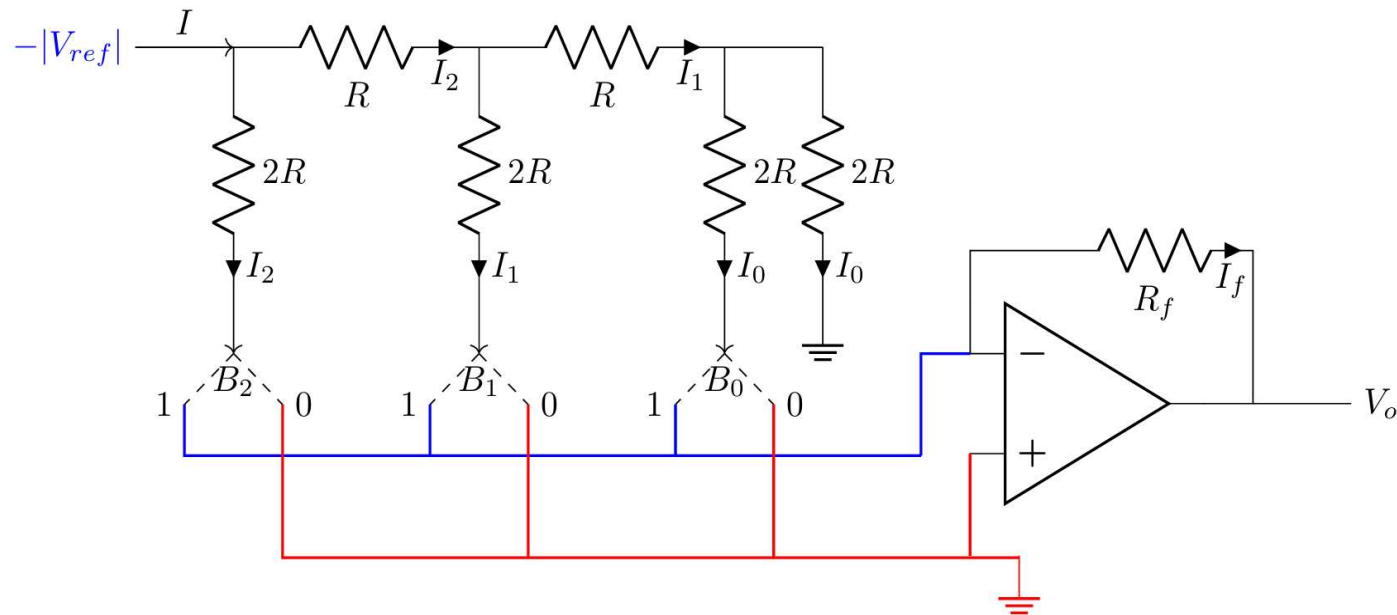 −|V_ref| I
R I_2 R I_1
2R 2R 2R 2R
I_2 I_1 I_0 I_0
R_f I_f
B_2 B_1 B_0 −
1 0 1 0 1 0 V_o
+